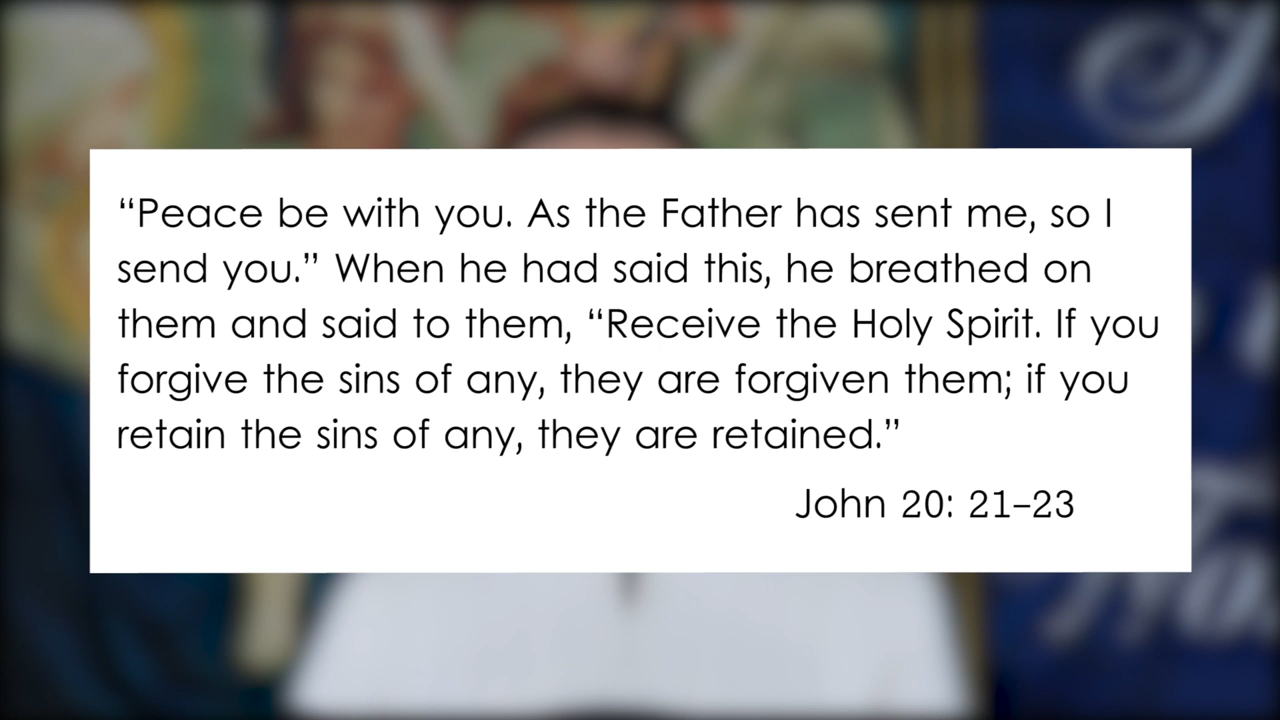 “Peace be with you. As the Father has sent me, so I
send you.” When he had said this, he breathed on
them and said to them, “Receive the Holy Spirit. If you
forgive the sins of any, they are forgiven them; if you
retain the sins of any, they are retained.”
John 20: 21–23